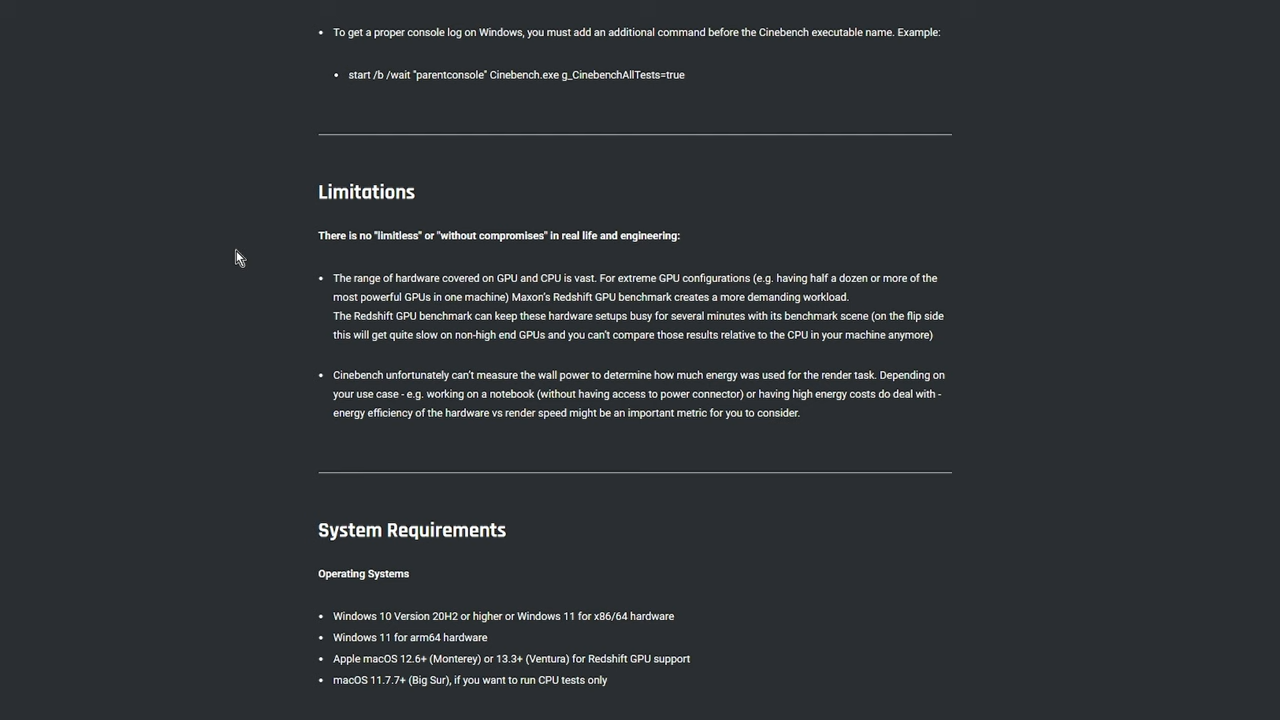 To get a proper console log on Windows, you must add an additional command before the Cinebench executable name. Example:
start /b /wait "parentconsole" Cinebench.exe g_CinebenchAllTests=true
Limitations
There is no "limitless" or "without compromises" in real life and engineering:
The range of hardware covered on GPU and CPU is vast. For extreme GPU configurations (e.g. having half a dozen or more of the
most powerful GPUs in one machine) Maxon's Redshift GPU benchmark creates a more demanding workload.
The Redshift GPU benchmark can keep these hardware setups busy for several minutes with its benchmark scene (on the flip side
this will get quite slow on non-high end GPUs and you can't compare those results relative to the CPU in your machine anymore)
Cinebench unfortunately can't measure the wall power to determine how much energy was used for the render task. Depending on
your use case - e.g. working on a notebook (without having access to power connector) or having high energy costs do deal with -
energy efficiency of the hardware vs render speed might be an important metric for you to consider.
System Requirements
Operating Systems
Windows 10 Version 20H2 or higher or Windows 11 for x86/64 hardware
Windows 11 for arm64 hardware
Apple macOS 12.6+ (Monterey) or 13.3+ (Ventura) for Redshift GPU support
macOS 11.7.7+ (Big Sur), if you want to run CPU tests only